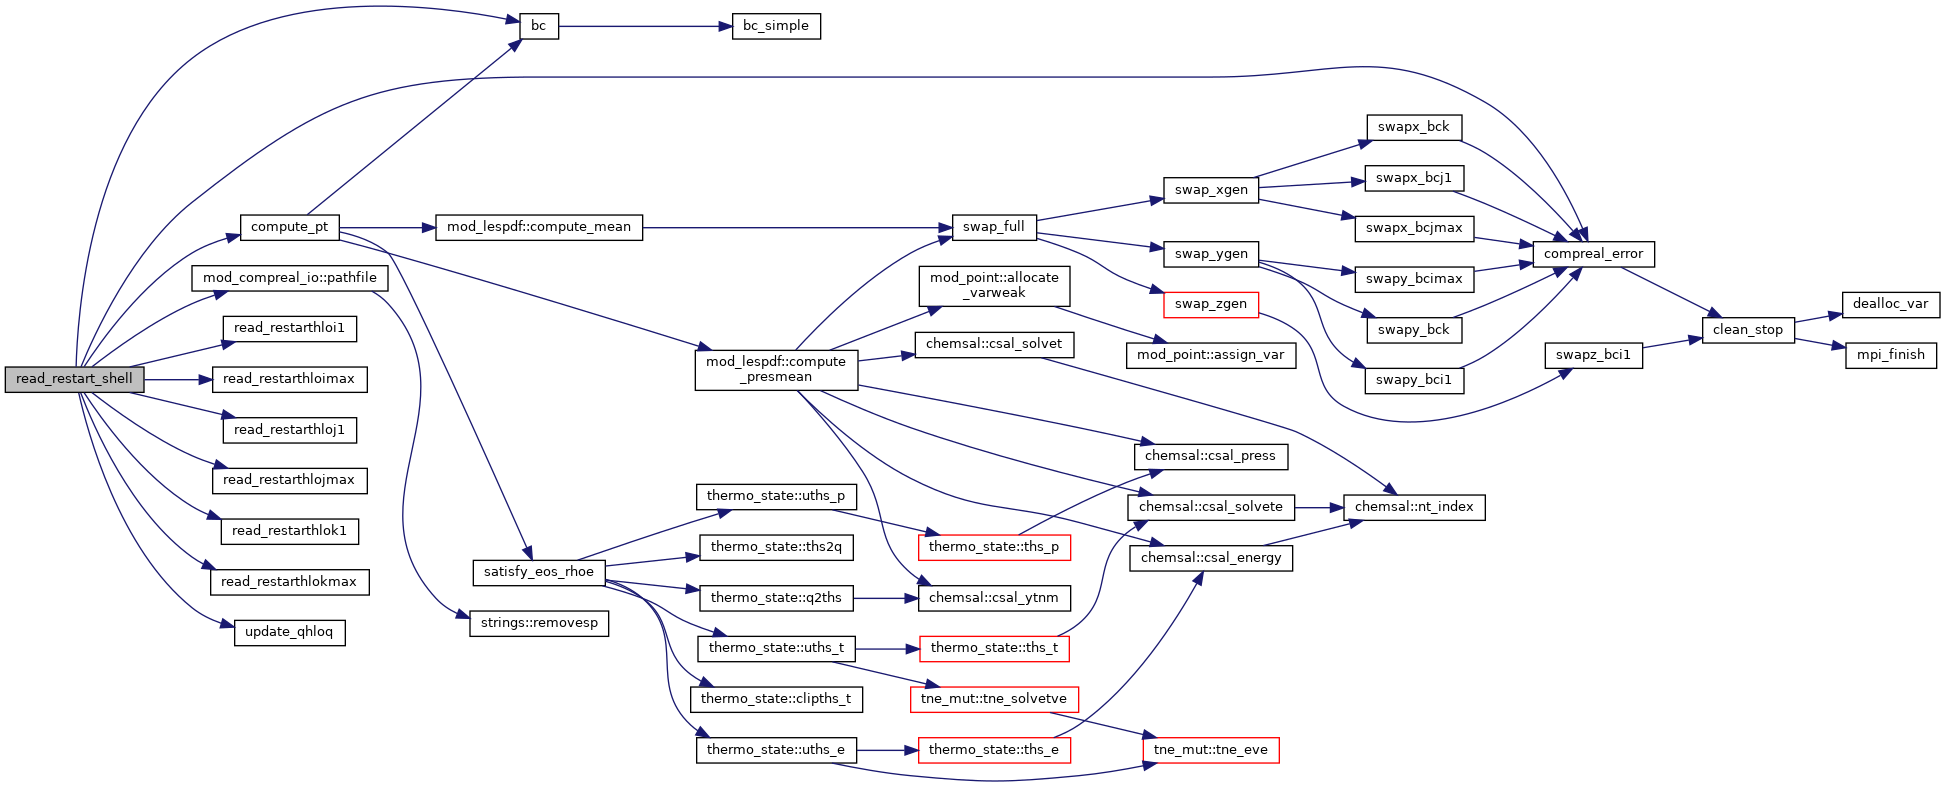 read_restart_shell
bc
bc_simple
compute_pt
mod_compreal_io::pathfile
read_restarthloi1
read_restarthloimax
read_restarthloj1
read_restarthlojmax
read_restarthlok1
read_restarthlokmax
update_qhloq
mod_lespdf::compute_mean
satisfy_eos_rhoe
strings::removesp
mod_lespdf::compute
_presmean
thermo_state::uths_p
thermo_state::ths2q
thermo_state::q2ths
thermo_state::uths_t
thermo_state::clipths_t
thermo_state::uths_e
swap_full
mod_point::allocate
_varweak
chemsal::csal_solvet
thermo_state::ths_p
chemsal::csal_ytnm
thermo_state::ths_t
tne_mut::tne_solvetve
thermo_state::ths_e
swap_xgen
swap_ygen
swap_zgen
mod_point::assign_var
chemsal::csal_press
chemsal::csal_solvete
chemsal::csal_energy
tne_mut::tne_eve
swapx_bck
swapx_bcj1
swapx_bcjmax
swapy_bcimax
swapy_bck
swapy_bci1
chemsal::nt_index
compreal_error
swapz_bci1
clean_stop
dealloc_var
mpi_finish